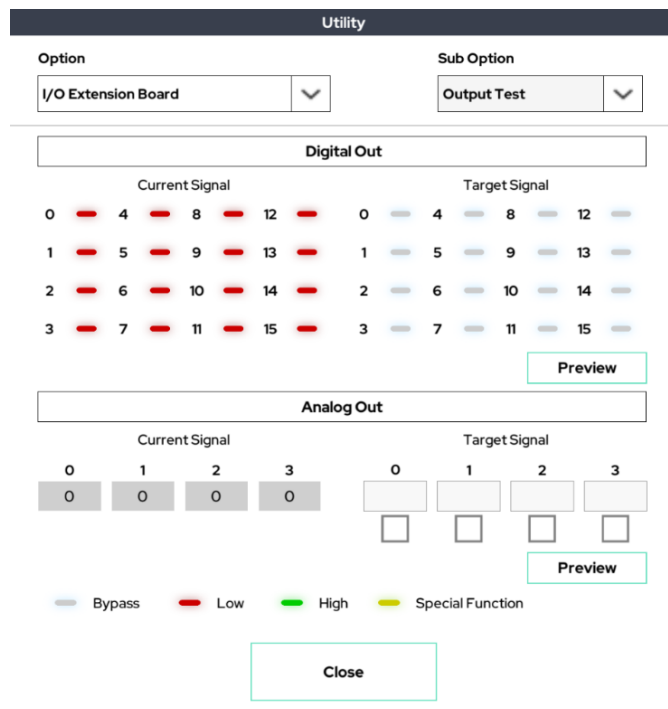 Utility
Option Sub Option
I/O Extension Board Output Test
Digital Out
Current Signal Target Signal
0 4 8 12 0 4 8 12
1 5 9 13 1 5 9 13
2 6 10 14 2 6 10 14
3 7 11 15 3 7 11 15
Preview
Analog Out
Current Signal Target Signal
0 1 2 3 0 1 2 3
0 0 0 0
Preview
Bypass Low High Special Function
Close